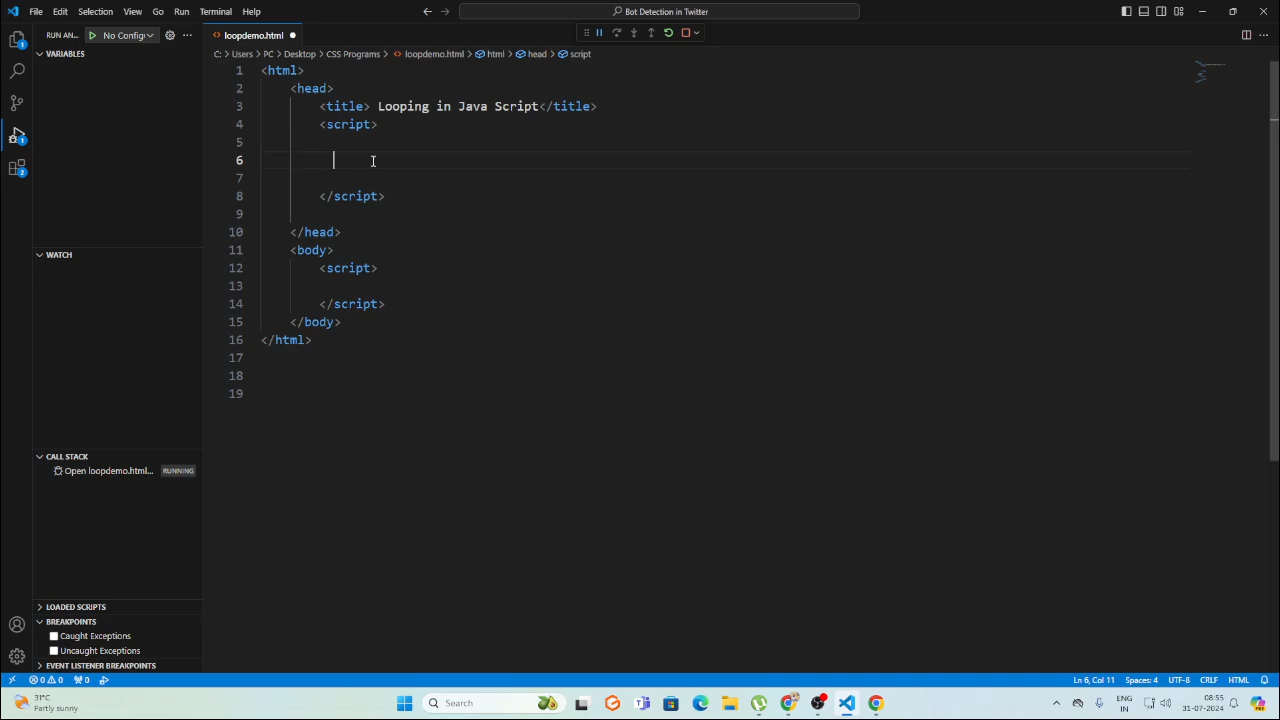 File Edit Selection View Go Run Terminal Help
Bot Detection in Twitter
RUN AN... No Config ...
loopdemo.html
C: > Users > PC > Desktop > CSS Programs > loopdemo.html > html > head > script
VARIABLES
WATCH
CALL STACK
Open loopdemo.html... RUNNING
LOADED SCRIPTS
BREAKPOINTS
Caught Exceptions
Uncaught Exceptions
EVENT LISTENER BREAKPOINTS
1 <html>
2 <head>
3 <title> Looping in Java Script</title>
4 <script>
5
6
7
8 </script>
9
10 </head>
11 <body>
12 <script>
13
14 </script>
15 </body>
16 </html>
17
18
19
0 0 0 Ln 6, Col 11 Spaces: 4 UTF-8 CRLF HTML
31°C
Partly sunny
Search
ENG
IN
08:55
31-07-2024